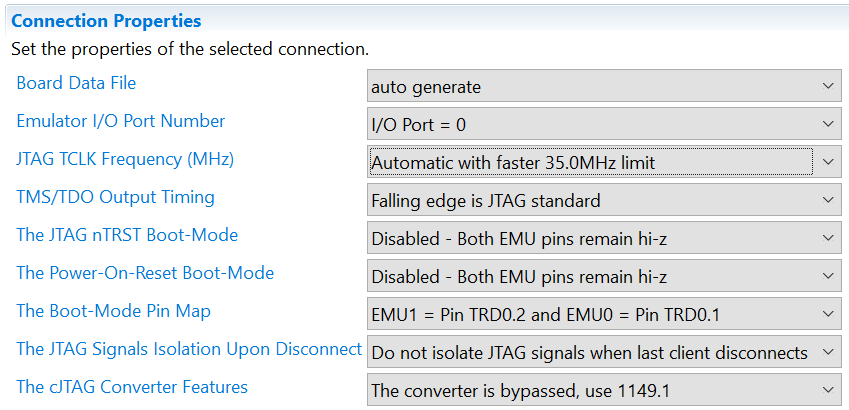 Connection Properties
Set the properties of the selected connection.
Board Data File auto generate
Emulator I/O Port Number I/O Port = 0
JTAG TCLK Frequency (MHz) Automatic with faster 35.0MHz limit
TMS/TDO Output Timing Falling edge is JTAG standard
The JTAG nTRST Boot-Mode Disabled - Both EMU pins remain hi-z
The Power-On-Reset Boot-Mode Disabled - Both EMU pins remain hi-z
The Boot-Mode Pin Map EMU1 = Pin TRD0.2 and EMU0 = Pin TRD0.1
The JTAG Signals Isolation Upon Disconnect Do not isolate JTAG signals when last client disconnects
The cJTAG Converter Features The converter is bypassed, use 1149.1